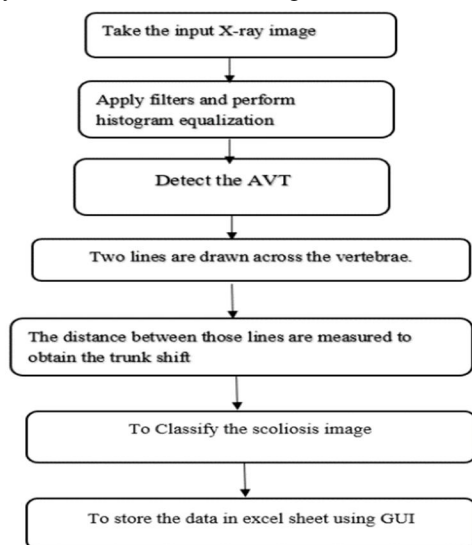 Take the input X-ray image
Apply filters and perform
histogram equalization
Detect the AVT
Two lines are drawn across the vertebrae.
The distance between those lines are measured to
obtain the trunk shift
To Classify the scoliosis image
To store the data in excel sheet using GUI